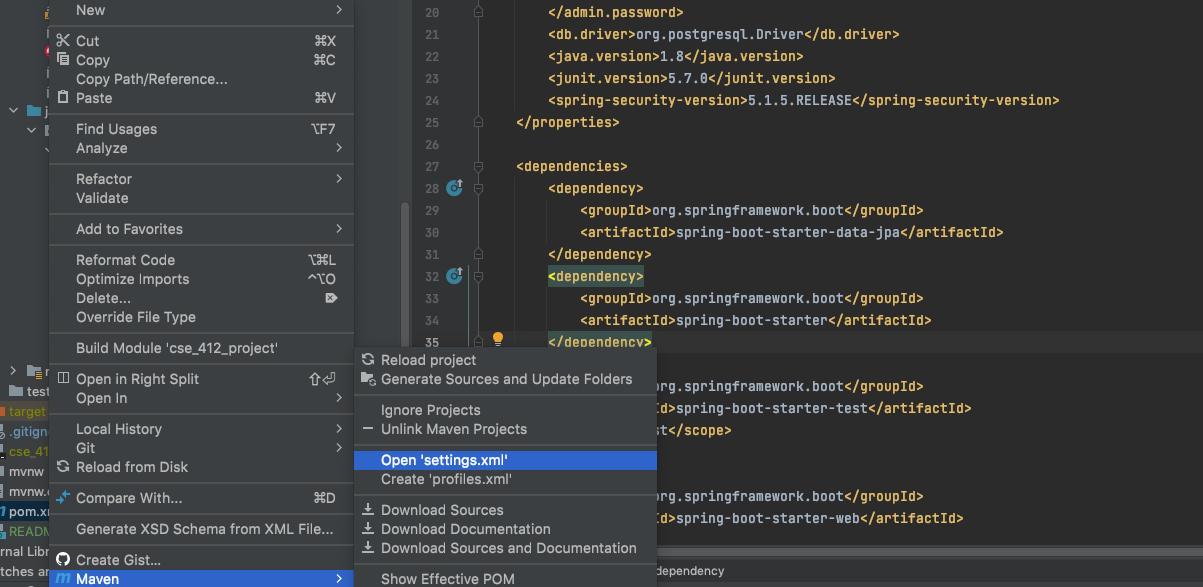 New
Cut ⌘X
Copy ⌘C
Copy Path/Reference...
Paste ⌘V
Find Usages ⌥F7
Analyze
Refactor
Validate
Add to Favorites
Reformat Code ⌥⌘L
Optimize Imports ^⌥O
Delete... ⌦
Override File Type
Build Module 'cse_412_project'
Open in Right Split ⇧⏎
Open In
Local History
Git
Reload from Disk
Compare With... ⌘D
Generate XSD Schema from XML File...
Create Gist...
Maven
Reload project
Generate Sources and Update Folders
Ignore Projects
Unlink Maven Projects
Open 'settings.xml'
Create 'profiles.xml'
Download Sources
Download Documentation
Download Sources and Documentation
Show Effective POM
j
test
target
.gitign
cse_41
mvnw
mvnw.
pom.x
READM
rnal Libr
tches an
20 </admin.password>
21 <db.driver>org.postgresql.Driver</db.driver>
22 <java.version>1.8</java.version>
23 <junit.version>5.7.0</junit.version>
24 <spring-security-version>5.1.5.RELEASE</spring-security-version>
25 </properties>
26
27 <dependencies>
28 <dependency>
29 <groupId>org.springframework.boot</groupId>
30 <artifactId>spring-boot-starter-data-jpa</artifactId>
31 </dependency>
32 <dependency>
33 <groupId>org.springframework.boot</groupId>
34 <artifactId>spring-boot-starter</artifactId>
35 </dependency>
rg.springframework.boot</groupId>
Id>spring-boot-starter-test</artifactId>
st</scope>
rg.springframework.boot</groupId>
Id>spring-boot-starter-web</artifactId>
dependency